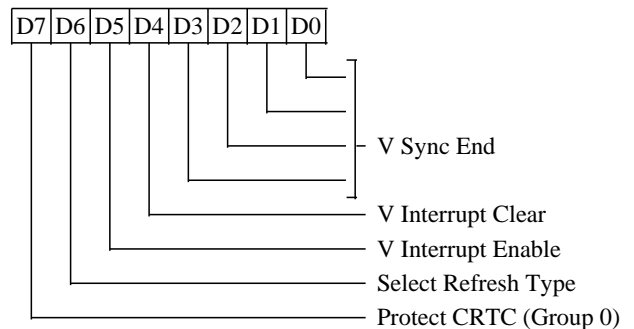 D7 D6 D5 D4 D3 D2 D1 D0
V Sync End
V Interrupt Clear
V Interrupt Enable
Select Refresh Type
Protect CRTC (Group 0)